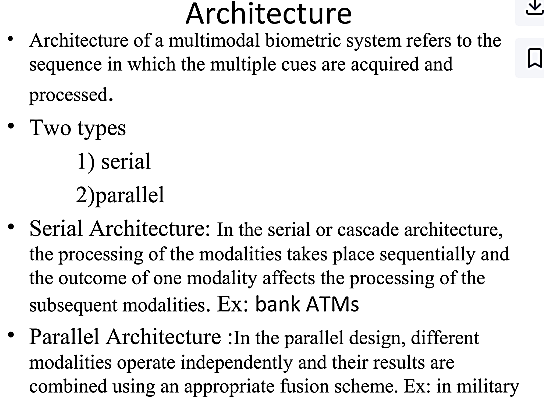 Architecture
• Architecture of a multimodal biometric system refers to the
sequence in which the multiple cues are acquired and
processed.
• Two types
1) serial
2)parallel
• Serial Architecture: In the serial or cascade architecture,
the processing of the modalities takes place sequentially and
the outcome of one modality affects the processing of the
subsequent modalities. Ex: bank ATMs
• Parallel Architecture :In the parallel design, different
modalities operate independently and their results are
combined using an appropriate fusion scheme. Ex: in military